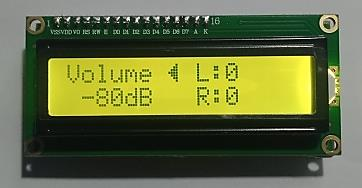 1 16
VSS VDD VO RS RW E D0 D1 D2 D3 D4 D5 D6 D7 A K
Volume ◀ L:0
-80dB R:0